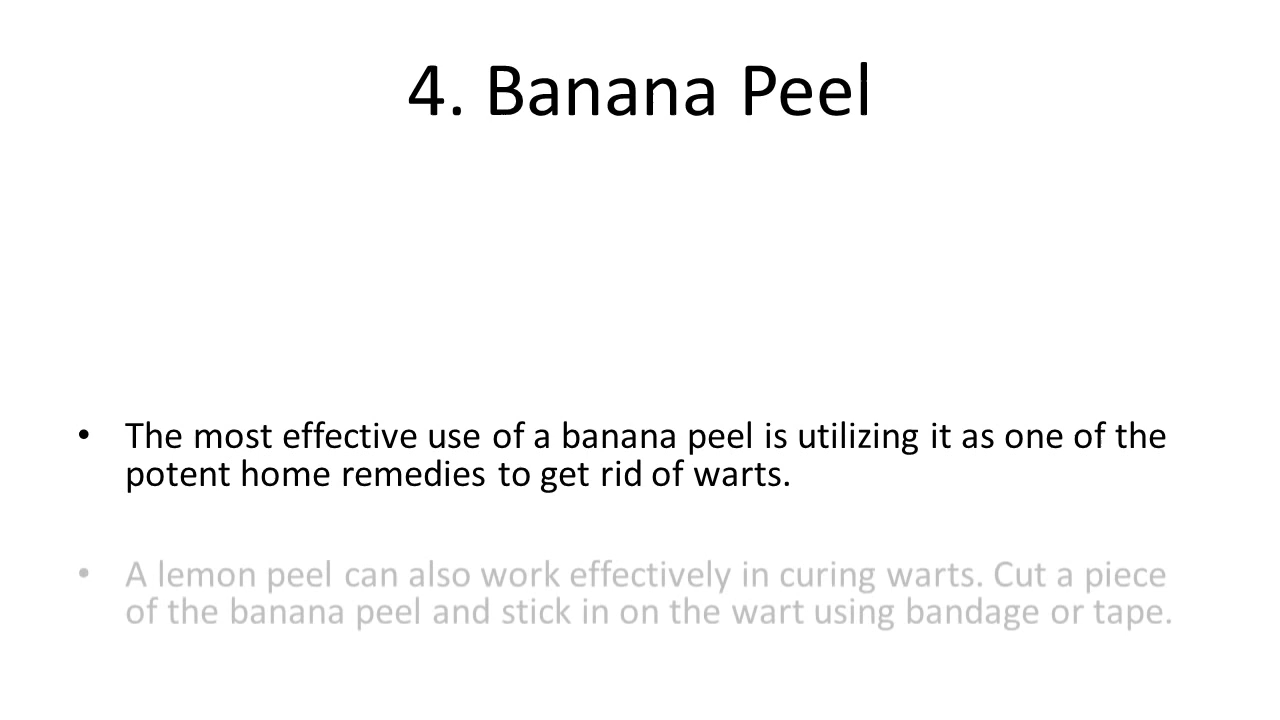 4. Banana Peel
• The most effective use of a banana peel is utilizing it as one of the
potent home remedies to get rid of warts.
• A lemon peel can also work effectively in curing warts. Cut a piece
of the banana peel and stick in on the wart using bandage or tape.